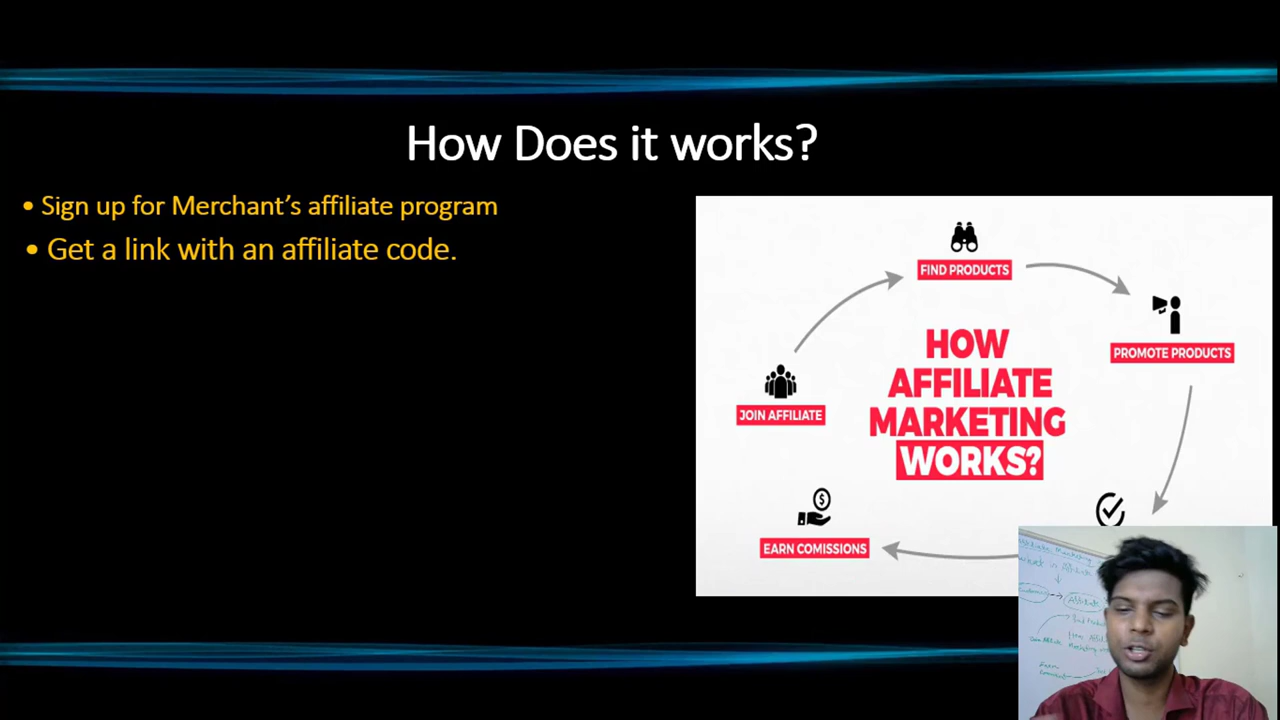 How Does it works?
• Sign up for Merchant’s affiliate program
• Get a link with an affiliate code.
FIND PRODUCTS
PROMOTE PRODUCTS
HOW
AFFILIATE
MARKETING
WORKS?
JOIN AFFILIATE
EARN COMISSIONS